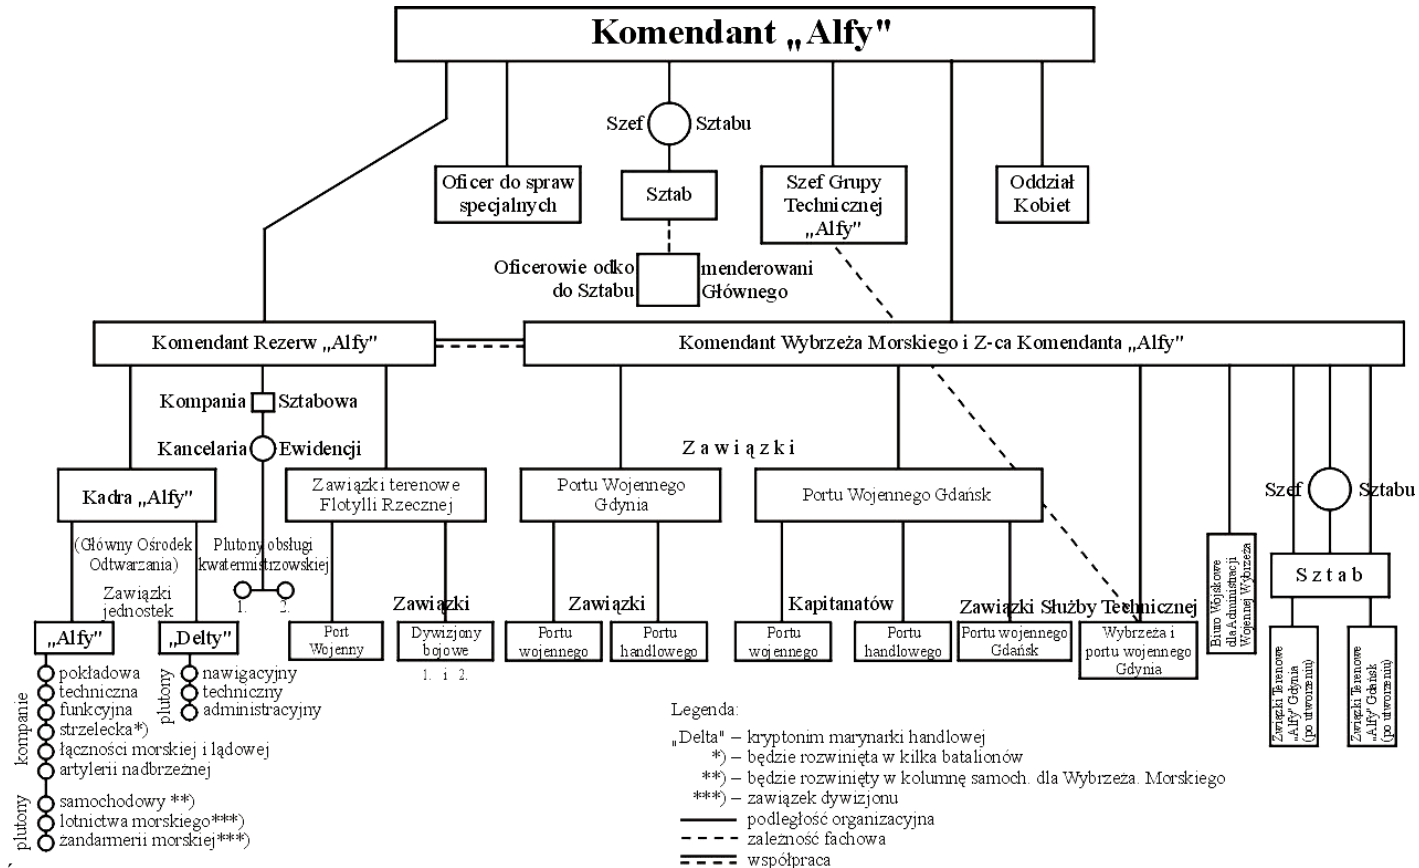 Komendant „Alfy"
Szef Sztabu
Oficer do spraw
specjalnych
Sztab
Szef Grupy
Technicznej
„Alfy"
Oddział
Kobiet
Oficerowie odko menderowani
do Sztabu Głównego
Komendant Rezerw „Alfy"
Komendant Wybrzeża Morskiego i Z-ca Komendanta „Alfy"
Kompania Sztabowa
Kancelaria Ewidencji
Zawiązki
Kadra „Alfy"
Zawiązki terenowe
Flotylli Rzecznej
Portu Wojennego
Gdynia
Portu Wojennego Gdańsk
Szef Sztabu
(Główny Ośrodek
Odtwarzania)
Plutony obsługi
kwatermistrzowskiej
1. 2.
Zawiązki
jednostek
Zawiązki
Zawiązki
Kapitanatów
Zawiązki Służby Technicznej
Biuro Wojskowe
dla Administracji
Wojennej Wybrzeża
Sztab
„Alfy"
„Delty"
Port
Wojenny
Dywizjony
bojowe
1. i 2.
Portu
wojennego
Portu
handlowego
Portu
wojennego
Portu
handlowego
Portu wojennego
Gdańsk
Wybrzeża i
portu wojennego
Gdynia
Związki Terenowe
„Alfy" Gdynia
(po utworzeniu)
Związki Terenowe
„Alfy" Gdańsk
(po utworzeniu)
kompanie
pokładowa
techniczna
funkcyjna
strzelecka*)
łączności morskiej i lądowej
artylerii nadbrzeżnej
plutony
nawigacyjny
techniczny
administracyjny
plutony
samochodowy **)
lotnictwa morskiego***)
żandarmerii morskiej***)
Legenda:
„Delta" – kryptonim marynarki handlowej
*) – będzie rozwinięta w kilka batalionów
**) – będzie rozwinięty w kolumnę samoch. dla Wybrzeża. Morskiego
***) – zawiązek dywizjonu
podległość organizacyjna
zależność fachowa
współpraca